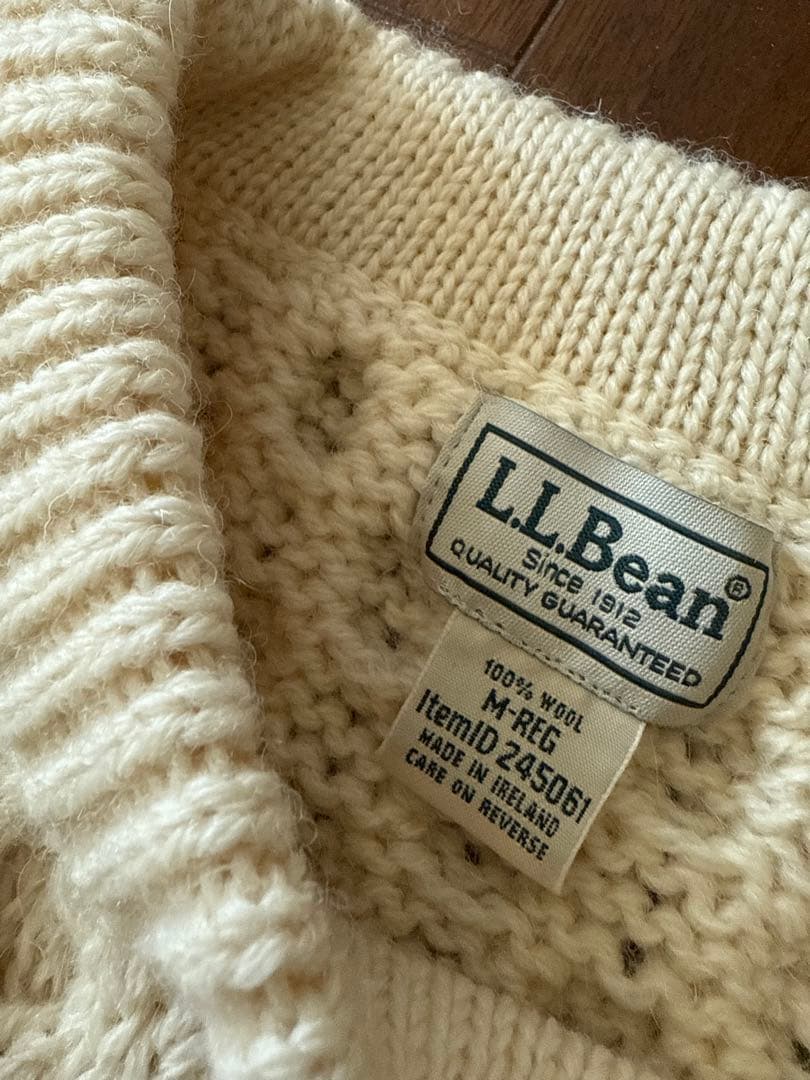 L.L.Bean®
Since 1912
QUALITY GUARANTEED
100% WOOL
M-REG
ItemID 245061
MADE IN IRELAND
CARE ON REVERSE